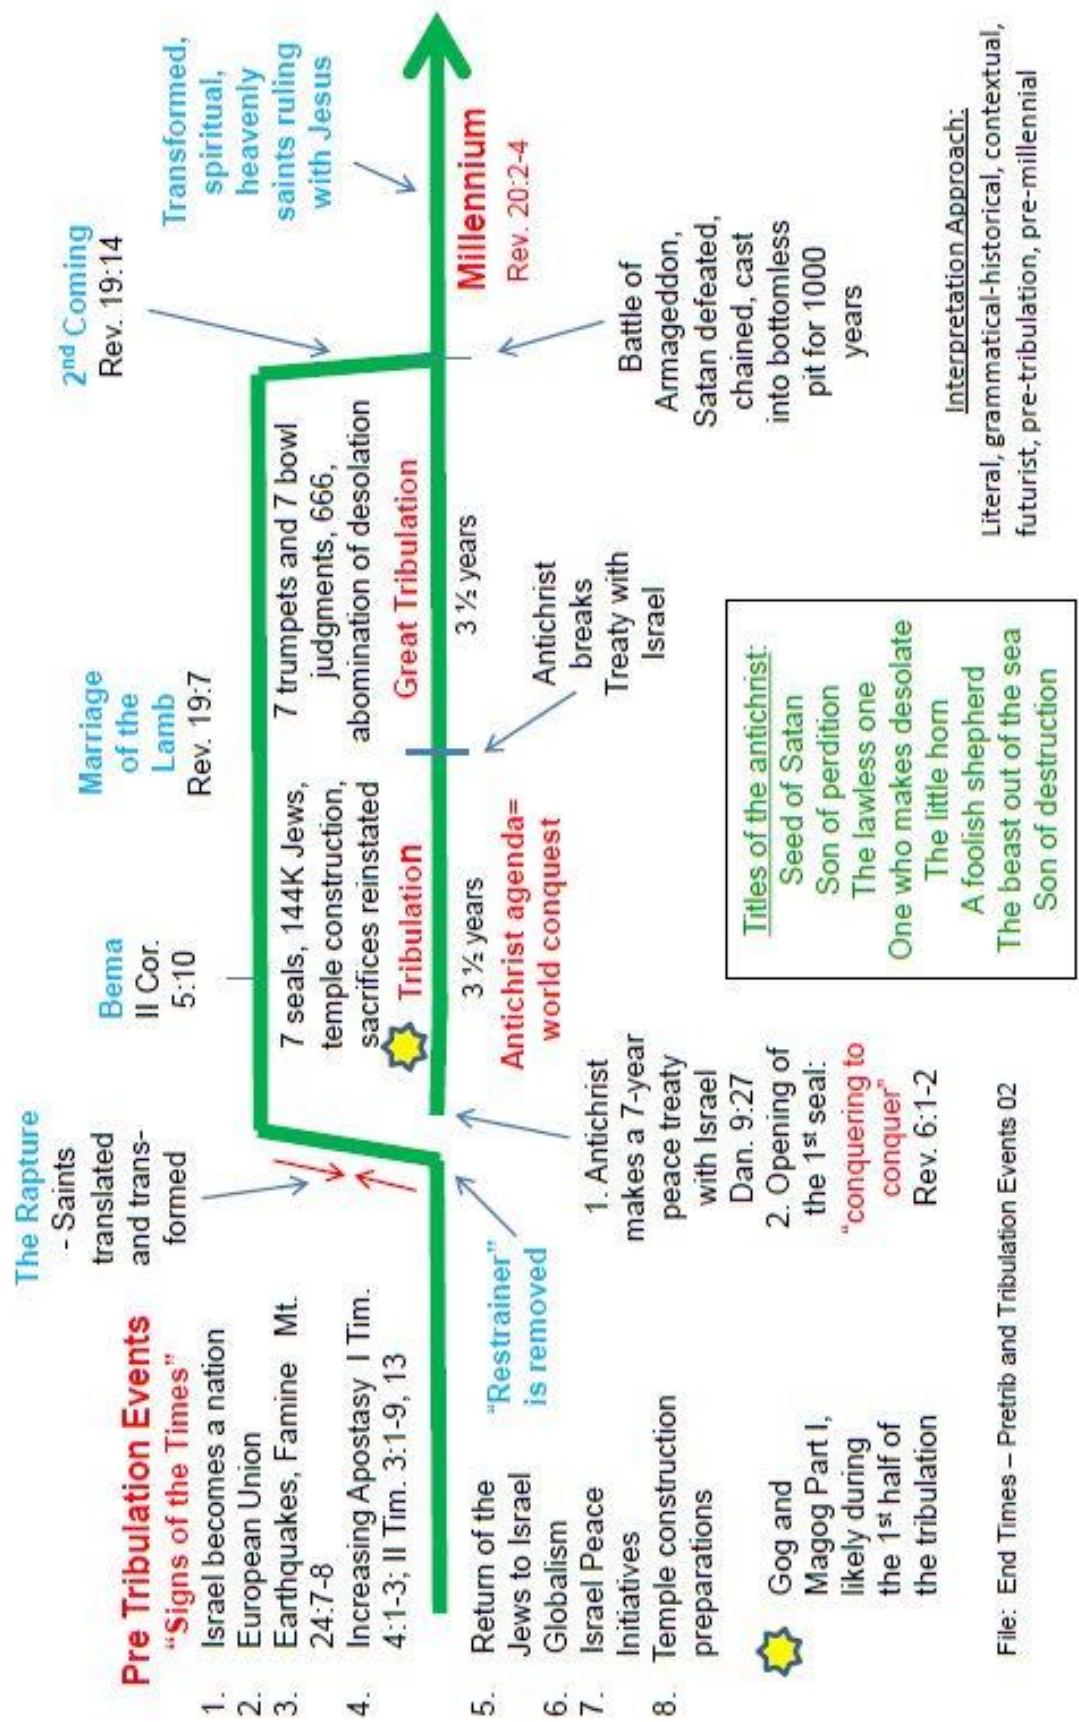 Pre Tribulation Events
“Signs of the Times”
1. Israel becomes a nation
2. European Union
3. Earthquakes, Famine Mt.
24:7-8
4. Increasing Apostasy I Tim.
4:1-3; II Tim. 3:1-9, 13
5. Return of the
Jews to Israel
6. Globalism
7. Israel Peace
Initiatives
8. Temple construction
preparations
Gog and
Magog Part I,
likely during
the 1st half of
the tribulation
File: End Times – Pretrib and Tribulation Events 02
“Restrainer”
is removed
The Rapture
- Saints
translated
and trans-
formed
1. Antichrist
makes a 7-year
peace treaty
with Israel
Dan. 9:27
2. Opening of
the 1st seal:
“conquering to
conquer”
Rev. 6:1-2
Bema
II Cor.
5:10
7 seals, 144K Jews,
temple construction,
sacrifices reinstated
Tribulation
3 ½ years
Antichrist agenda=
world conquest
Marriage
of the
Lamb
Rev. 19:7
7 trumpets and 7 bowl
judgments, 666,
abomination of desolation
Great Tribulation
3 ½ years
Antichrist
breaks
Treaty with
Israel
Titles of the antichrist:
Seed of Satan
Son of perdition
The lawless one
One who makes desolate
The little horn
A foolish shepherd
The beast out of the sea
Son of destruction
2nd Coming
Rev. 19:14
Transformed,
spiritual,
heavenly
saints ruling
with Jesus
Millennium
Rev. 20:2-4
Battle of
Armageddon,
Satan defeated,
chained, cast
into bottomless
pit for 1000
years
Interpretation Approach:
Literal, grammatical-historical, contextual,
futurist, pre-tribulation, pre-millennial